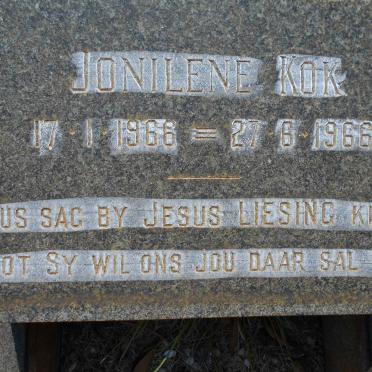 JONILENE KOK
17·1·1966 = 27·6·1966
US SAG BY JESUS LIESING
OT SY WIL ONS JOU DAAR SAL